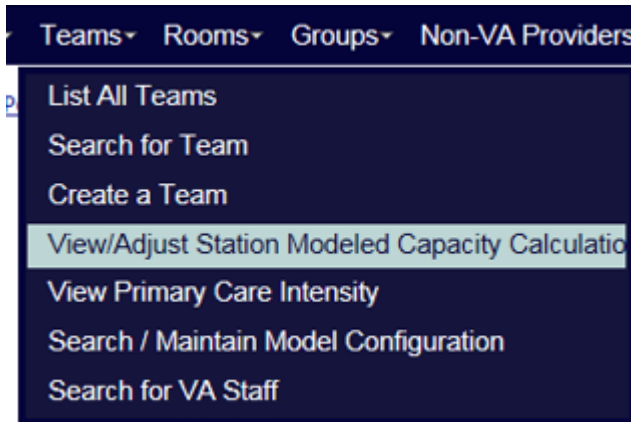 Teams Rooms Groups Non-VA Providers
List All Teams
Search for Team
Create a Team
View/Adjust Station Modeled Capacity Calculatio
View Primary Care Intensity
Search / Maintain Model Configuration
Search for VA Staff